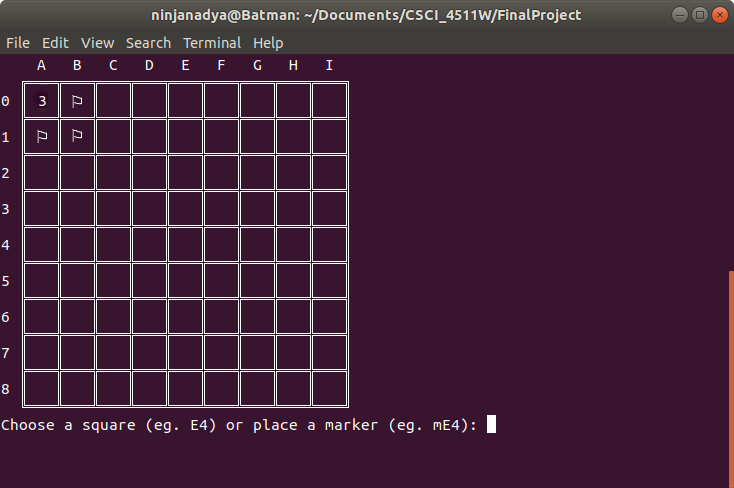 ninjanadya@Batman: ~/Documents/CSCI_4511W/FinalProject
File Edit View Search Terminal Help
A B C D E F G H I
0 3 ⚐
1 ⚐ ⚐
2
3
4
5
6
7
8
Choose a square (eg. E4) or place a marker (eg. mE4):